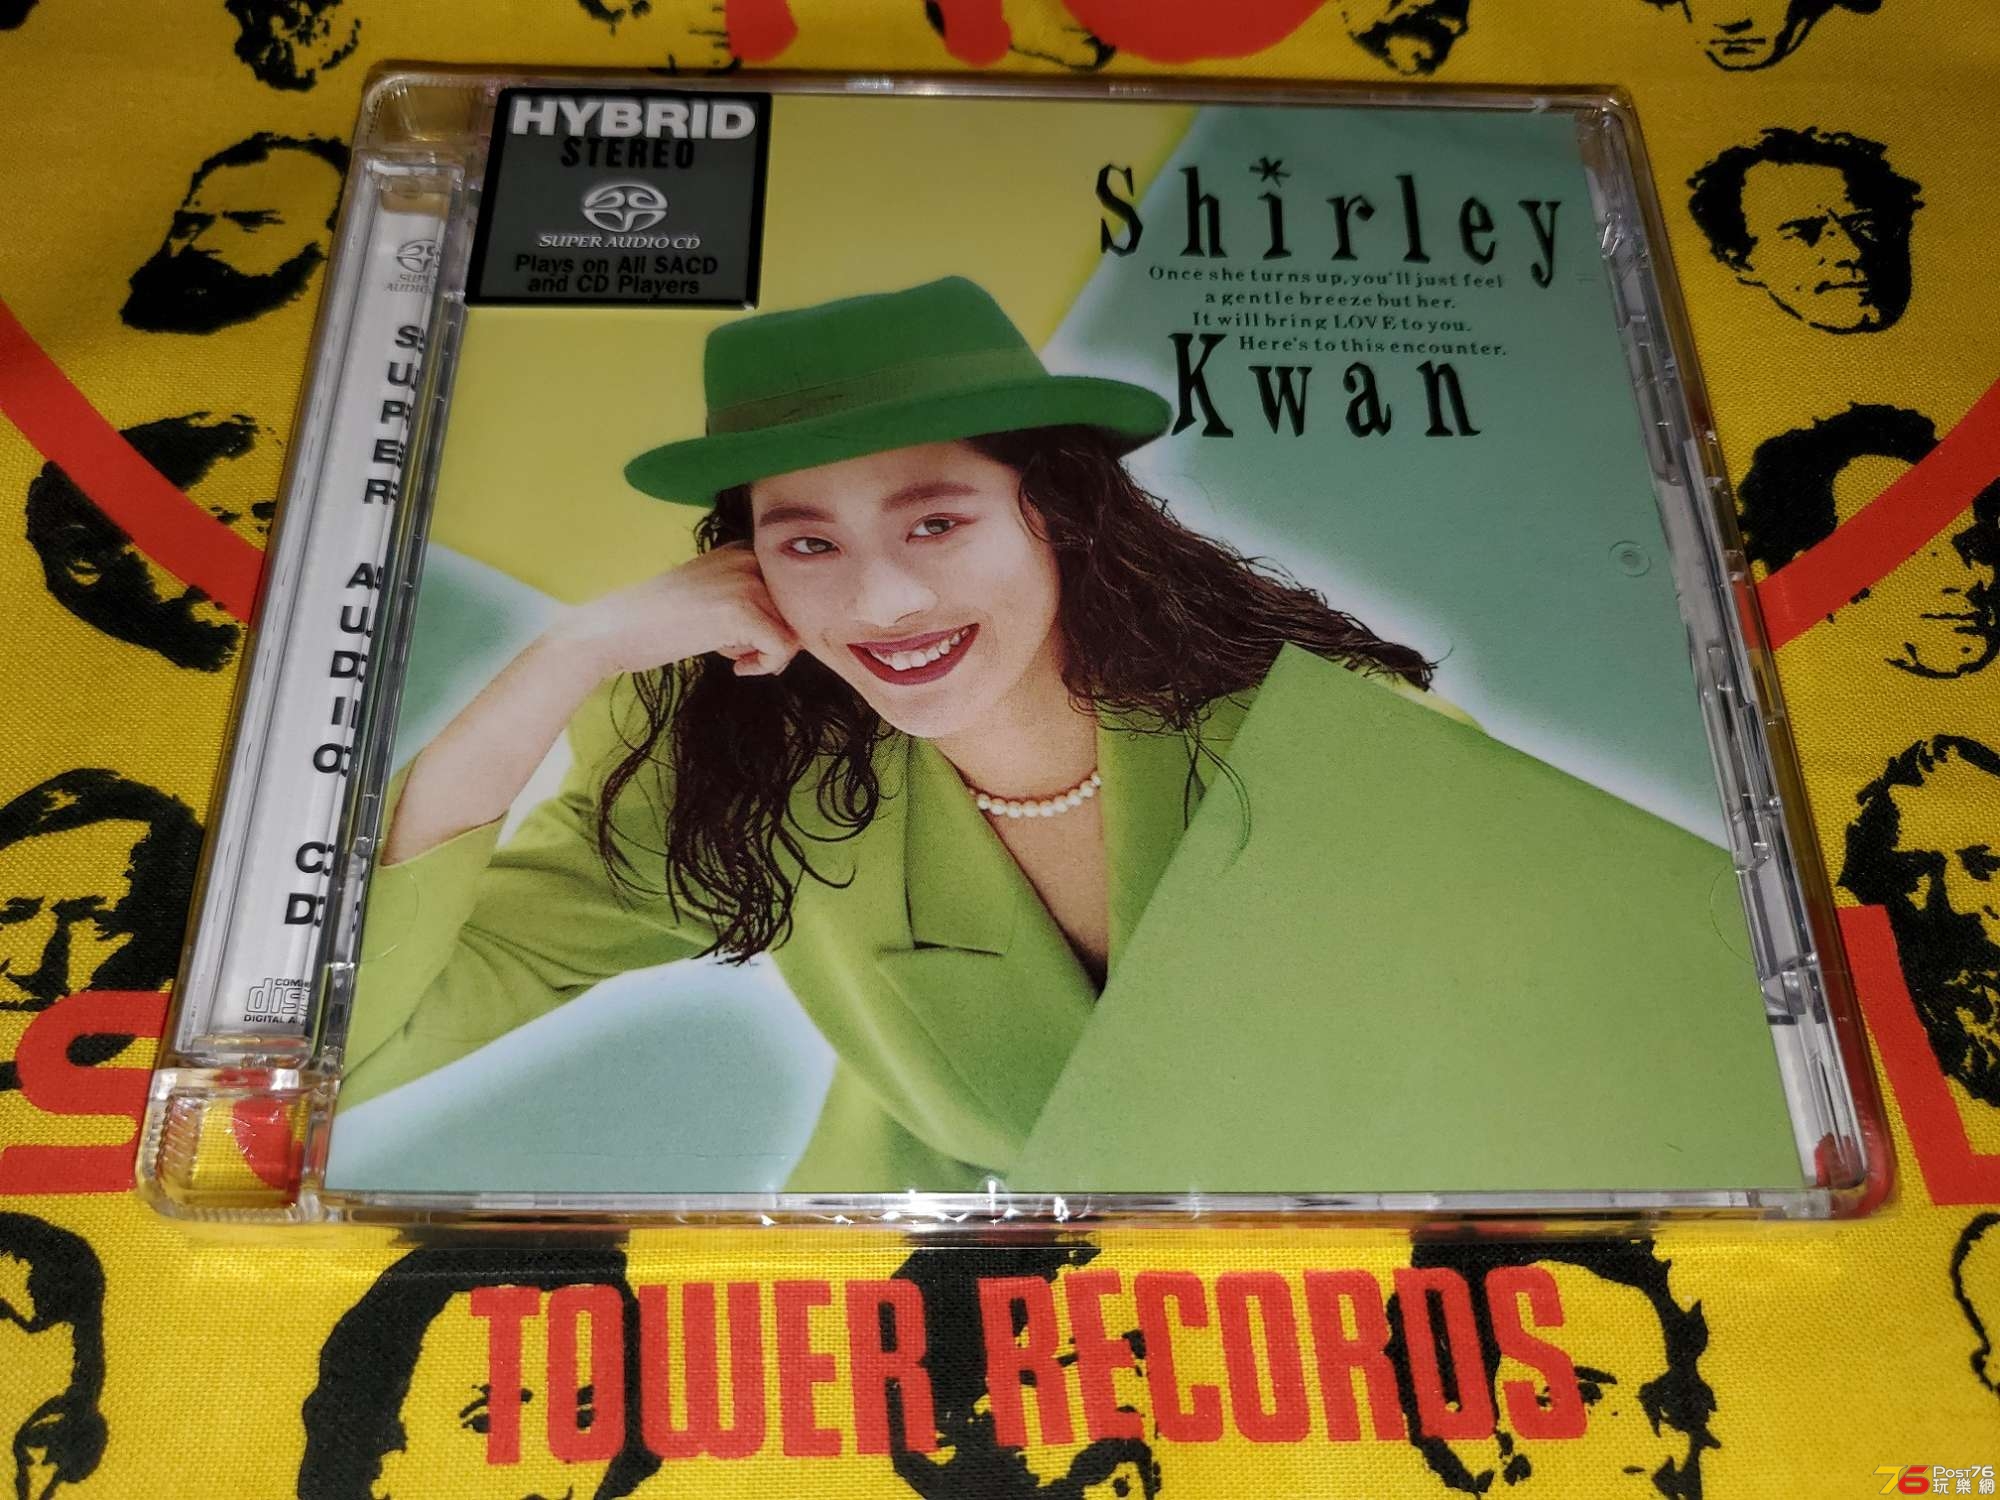 HYBRID
STEREO
SUPER AUDIO CD
Plays on All SACD
and CD Players
Shirley
Once she turns up, you'll just feel
a gentle breeze but her.
It will bring LOVE to you.
Here's to this encounter.
Kwan
SUPER AUDIO CD
DIGITAL A
TOWER RECORDS
76 POST76
玩樂網